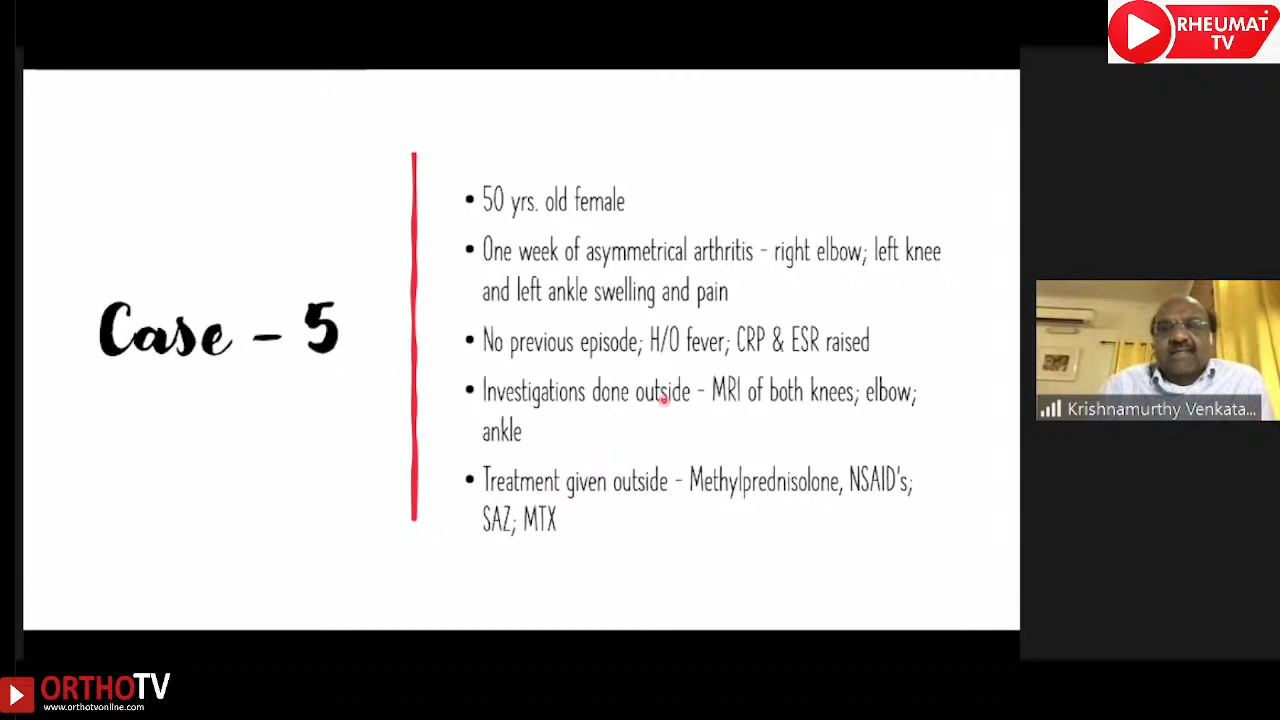 RHEUMAT
TV
Case - 5
• 50 yrs. old female
• One week of asymmetrical arthritis - right elbow; left knee
and left ankle swelling and pain
• No previous episode; H/O fever; CRP & ESR raised
• Investigations done outside - MRI of both knees; elbow;
ankle
• Treatment given outside - Methylprednisolone, NSAID's;
SAZ; MTX
Krishnamurthy Venkata...
ORTHOTV
www.orthotvonline.com